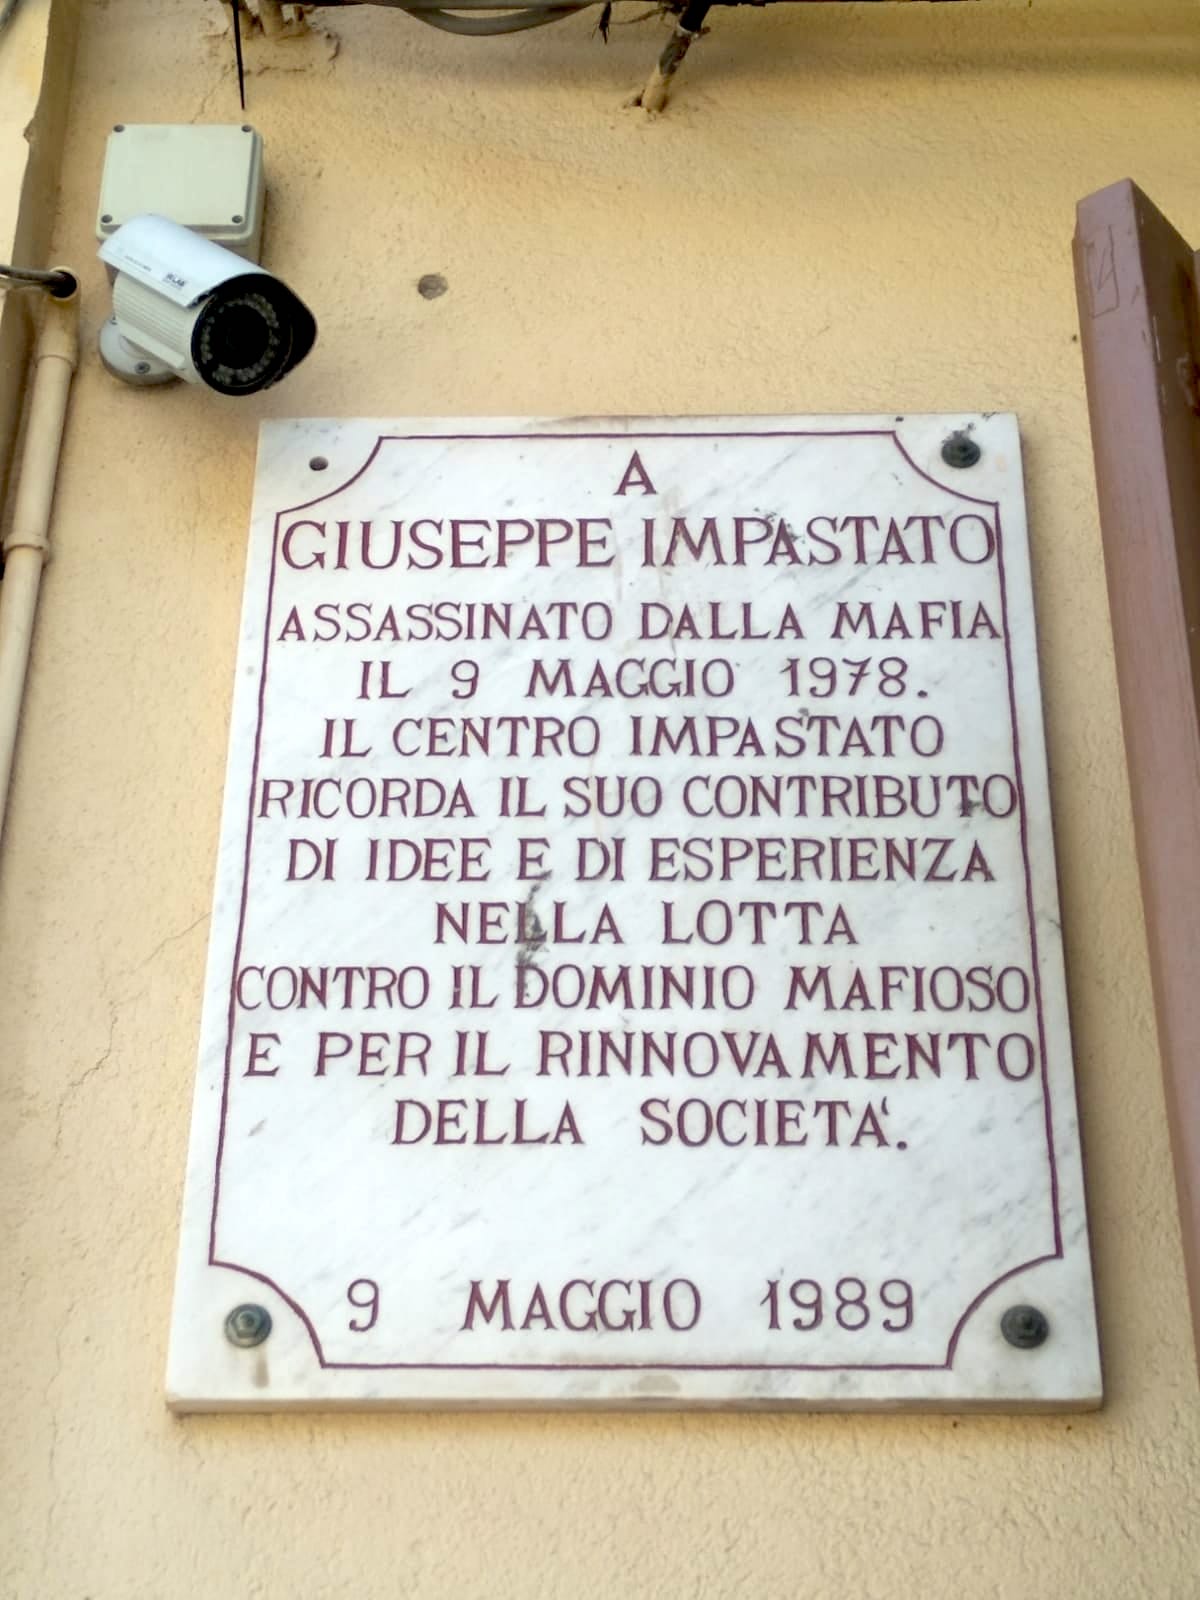 A
GIUSEPPE IMPASTATO
ASSASSINATO DALLA MAFIA
IL 9 MAGGIO 1978.
IL CENTRO IMPASTATO
RICORDA IL SUO CONTRIBUTO
DI IDEE E DI ESPERIENZA
NELLA LOTTA
CONTRO IL DOMINIO MAFIOSO
E PER IL RINNOVAMENTO
DELLA SOCIETA'.
9 MAGGIO 1989